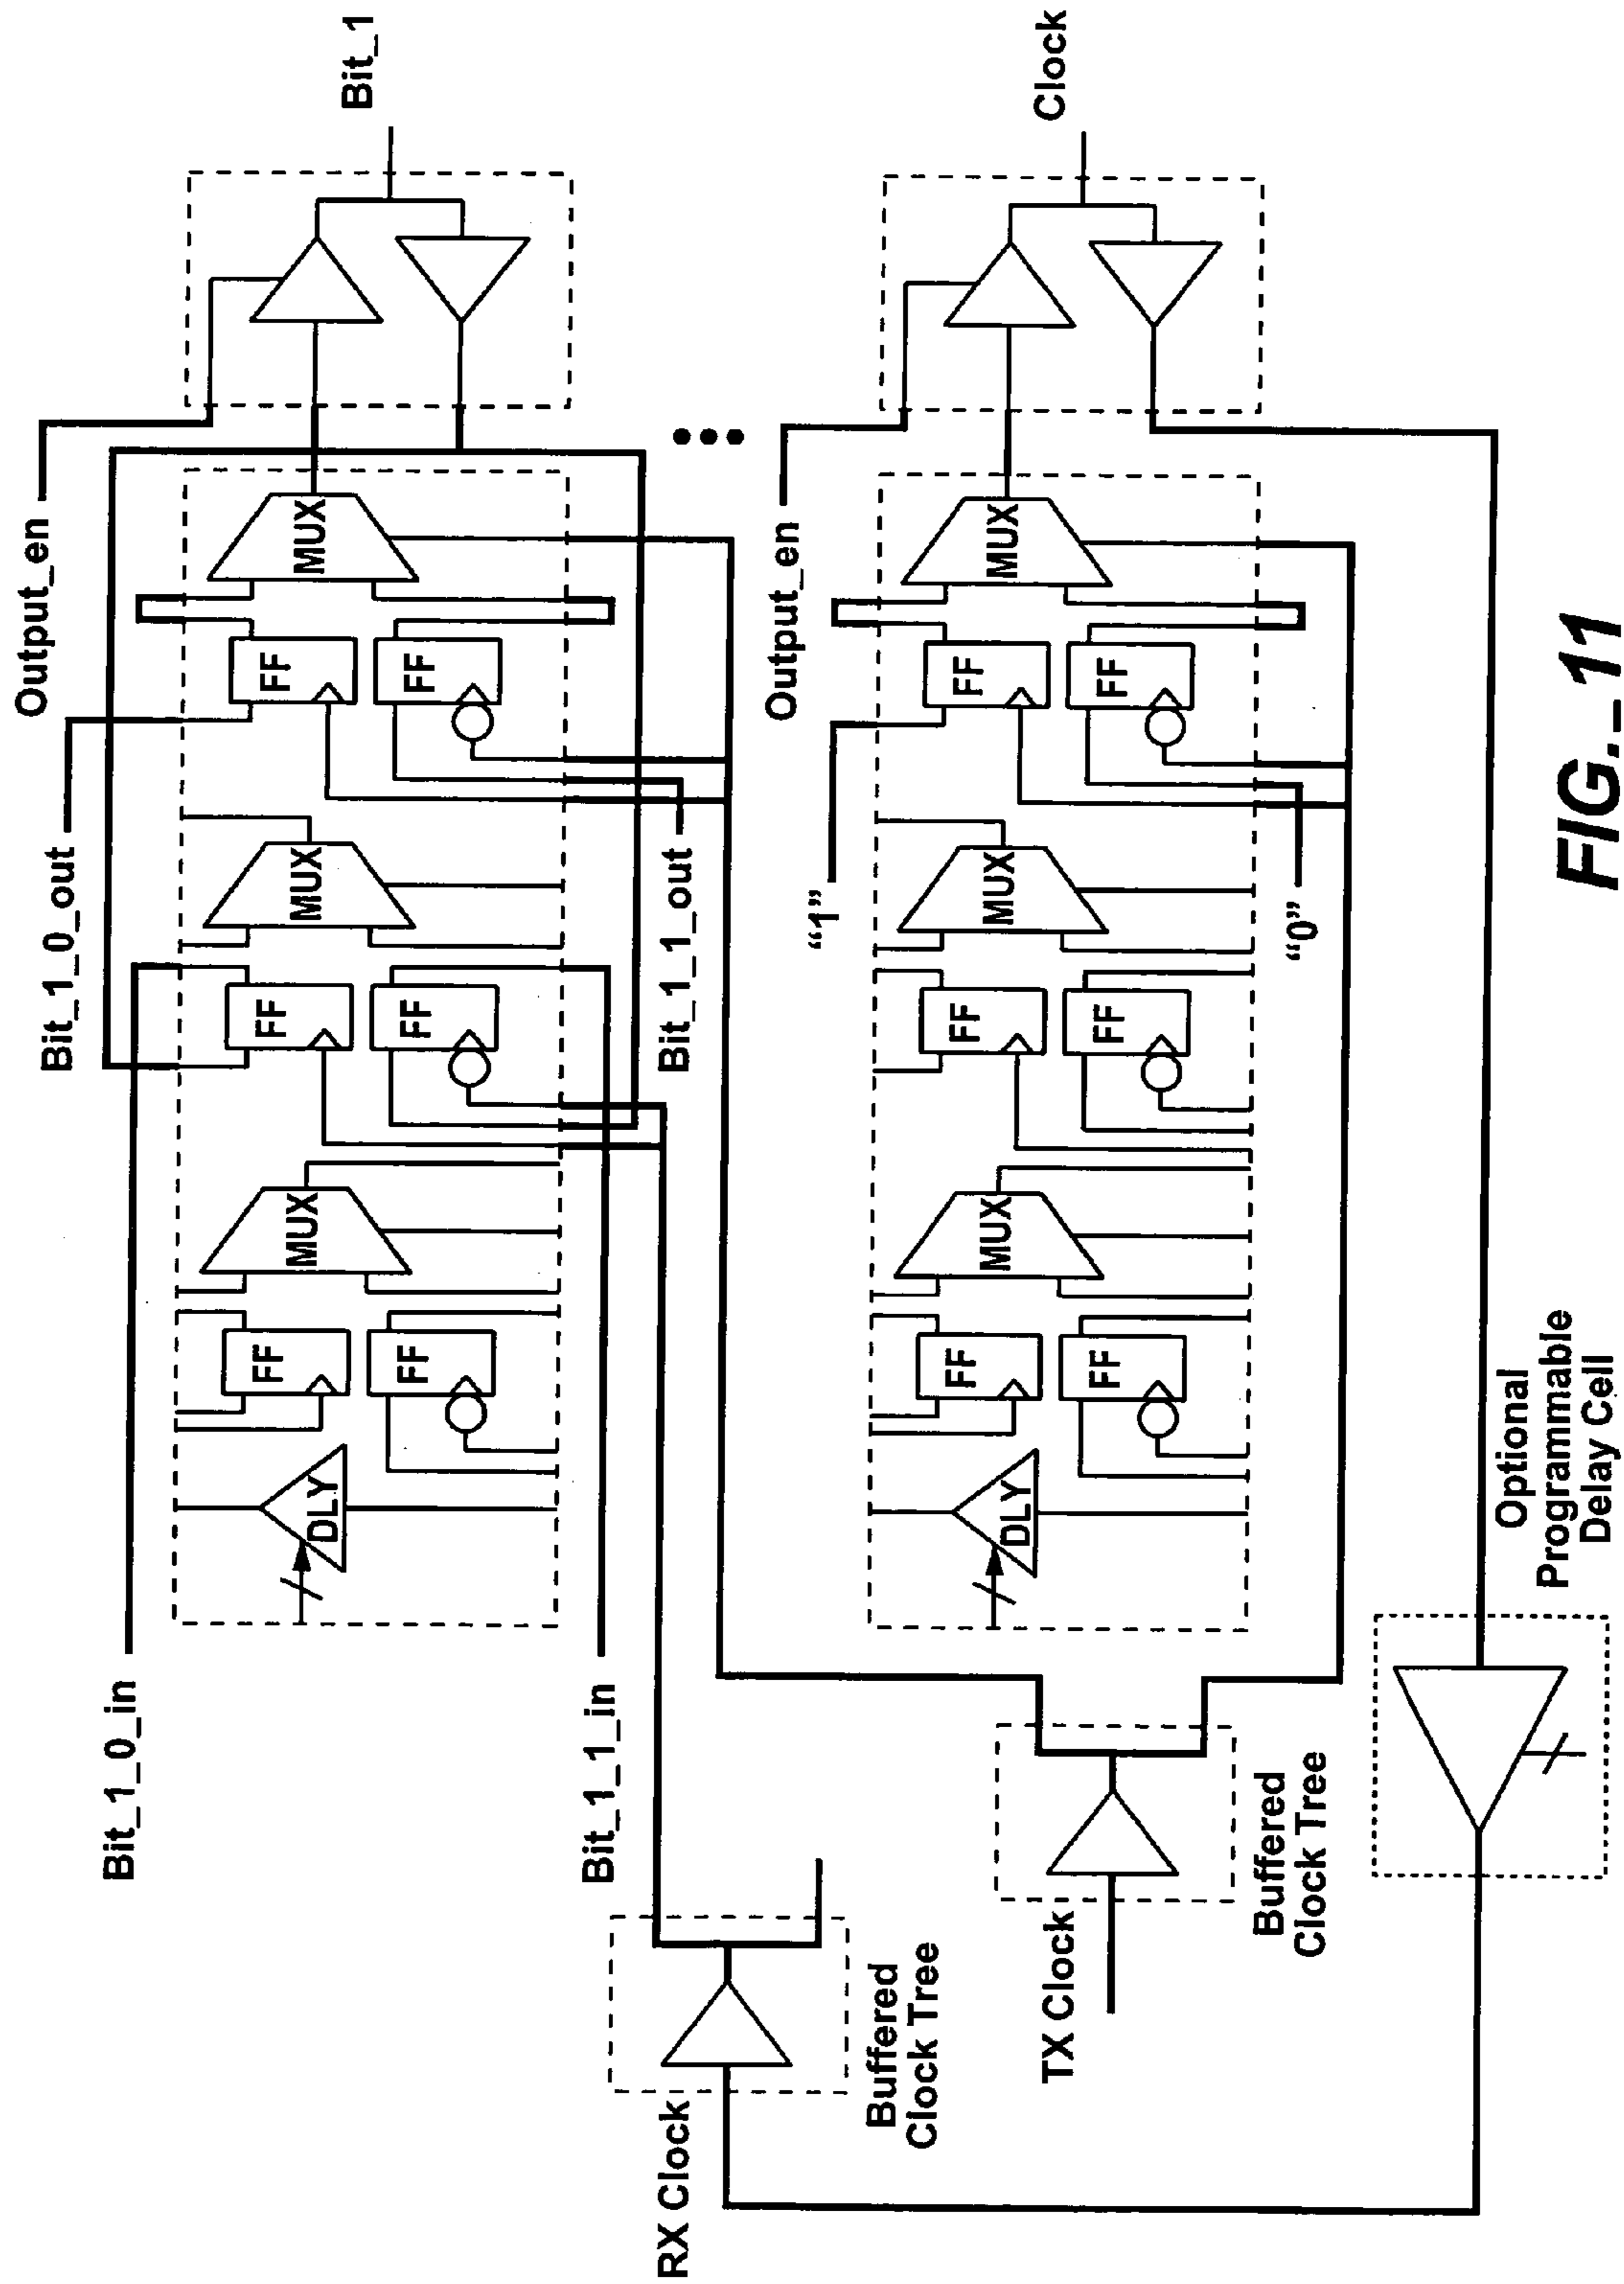 Bit_1
Output_en
MUX
FF
FF
Bit_1_0_out
MUX
Bit_1_1_out
FF
FF
MUX
FF
FF
DLY
Bit_1_0_in
Bit_1_1_in
RX Clock
Buffered
Clock Tree
Clock
Output_en
MUX
FF
FF
“1”
“0”
MUX
FF
FF
MUX
FF
FF
DLY
TX Clock
Buffered
Clock Tree
Optional
Programmable
Delay Cell
FIG._11